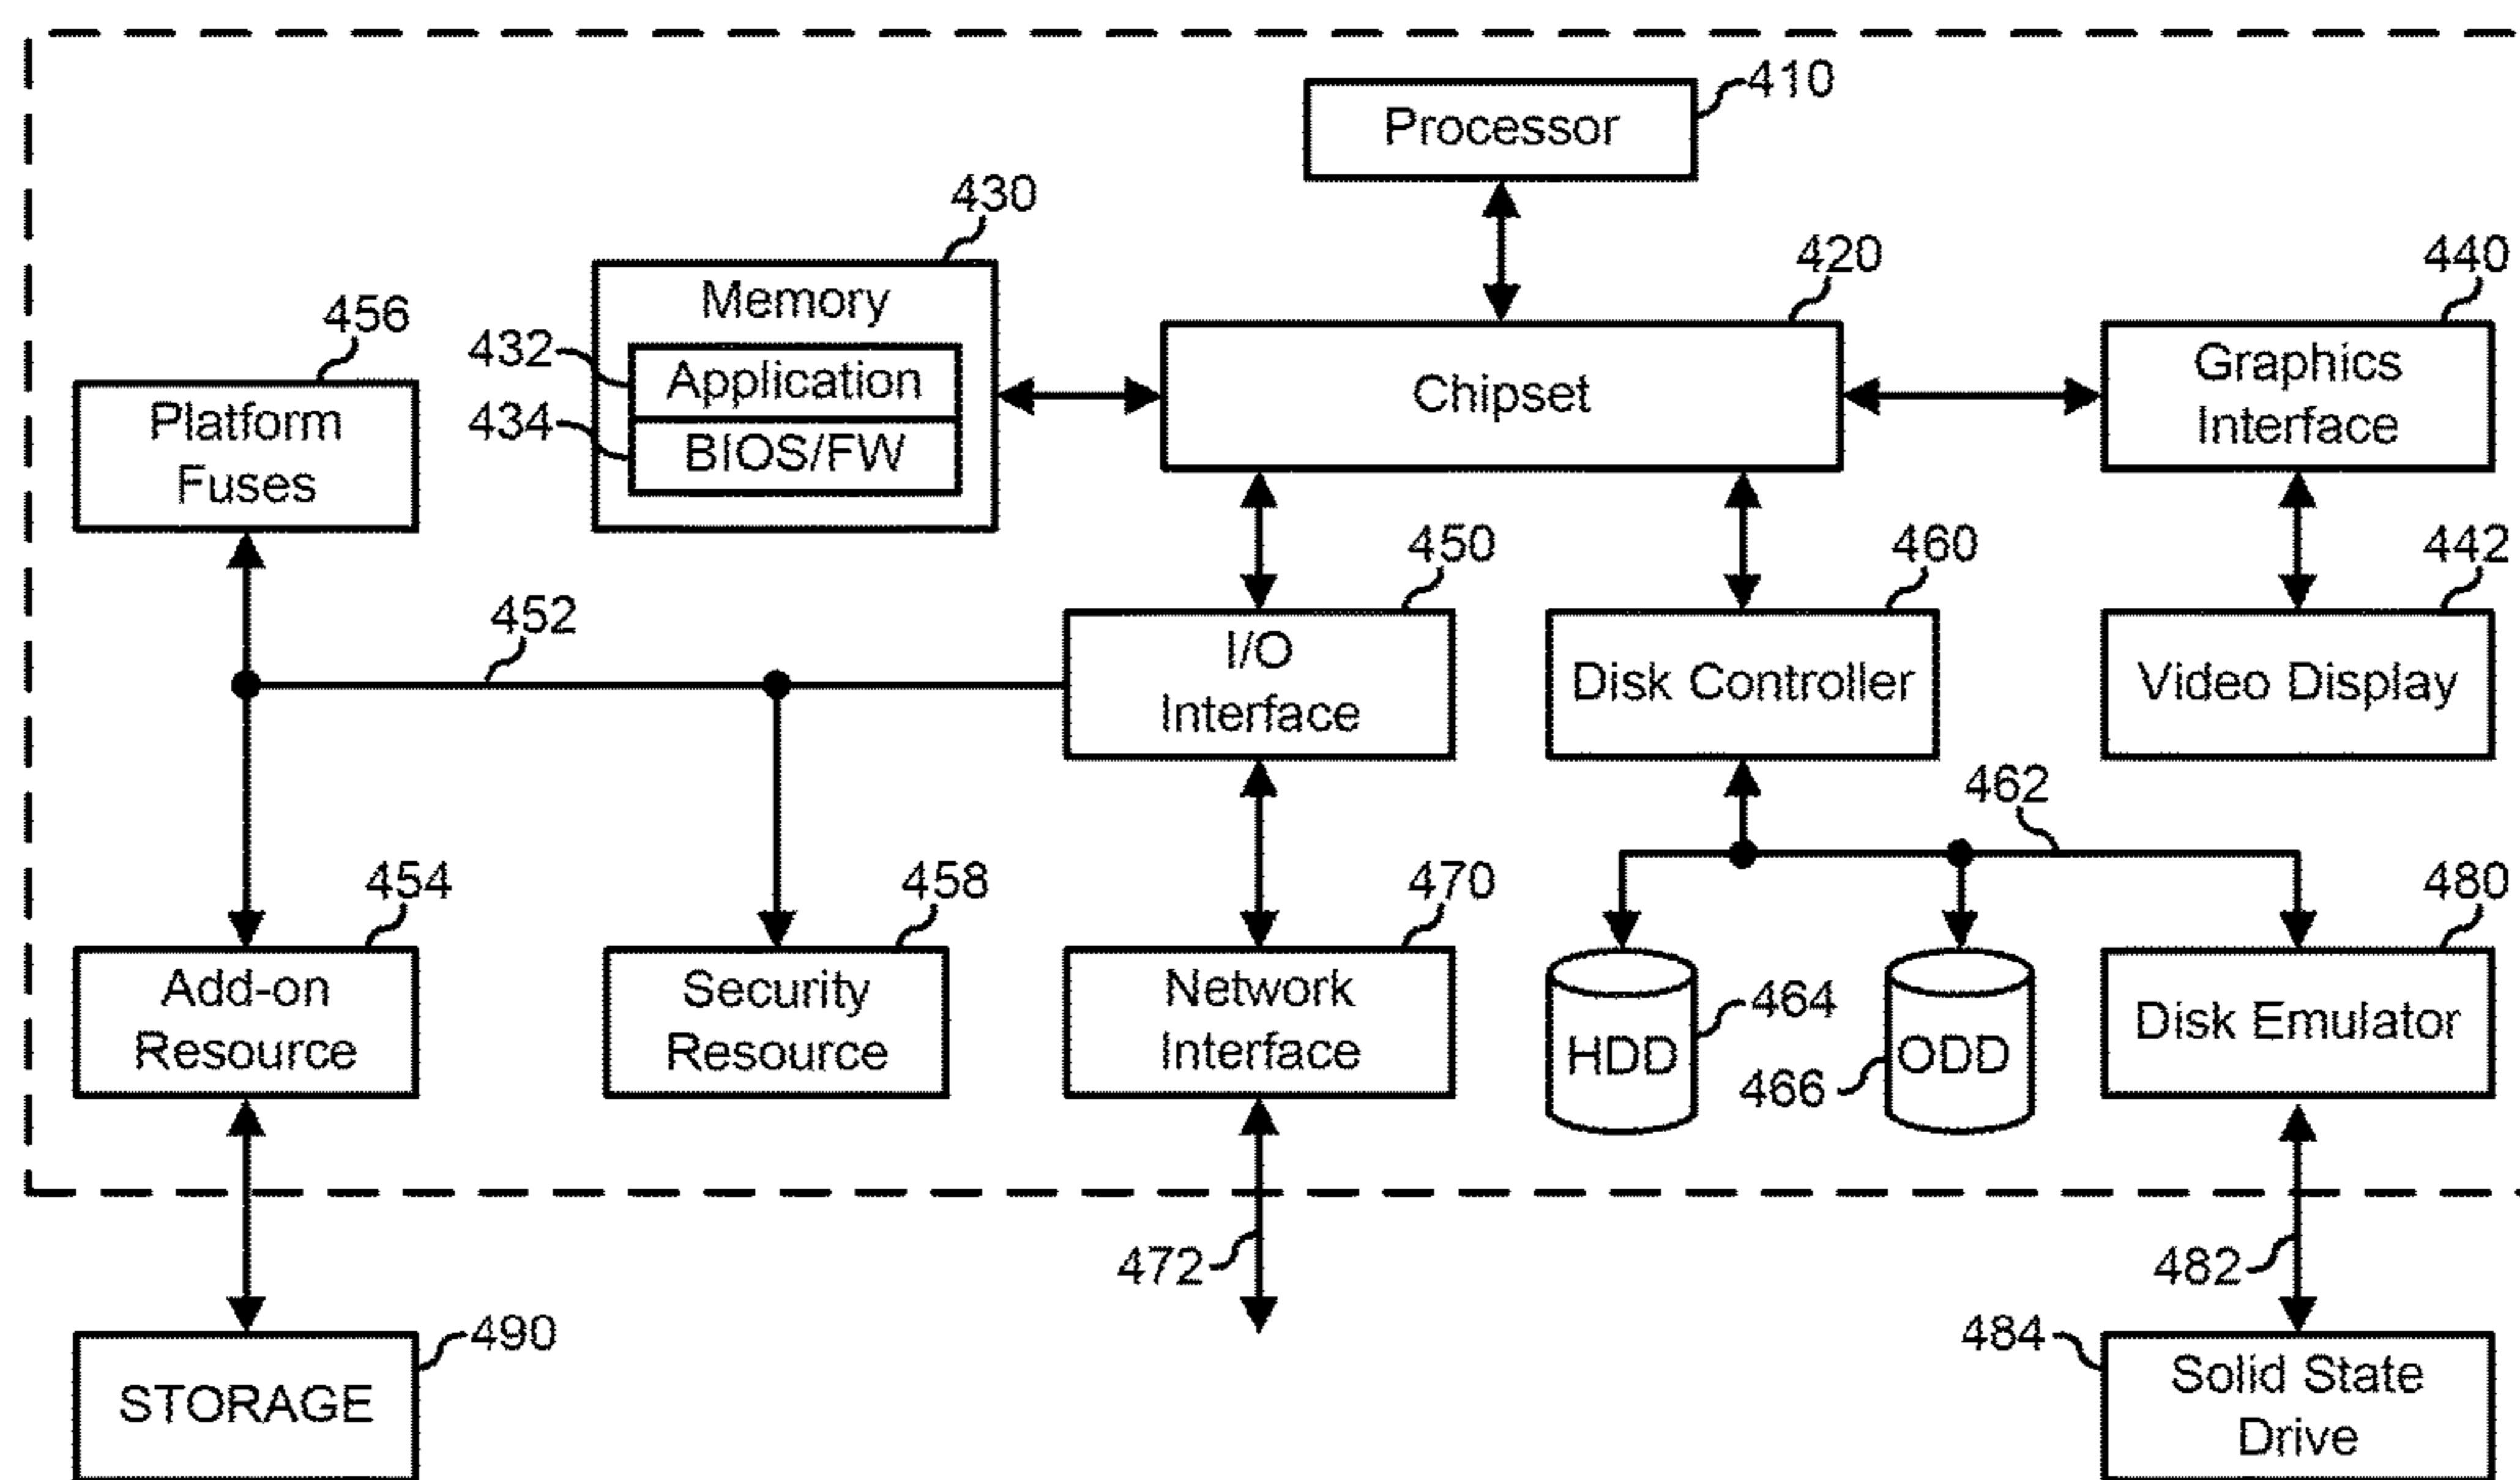 410
Processor
430
420
440
Memory
456
432
Application
Chipset
Graphics
Interface
434
BIOS/FW
Platform
Fuses
450
460
442
452
I/O
Interface
Disk Controller
Video Display
462
454
458
470
480
Add-on
Resource
Security
Resource
Network
Interface
HDD
464
466
ODD
Disk Emulator
472
482
490
STORAGE
484
Solid State
Drive